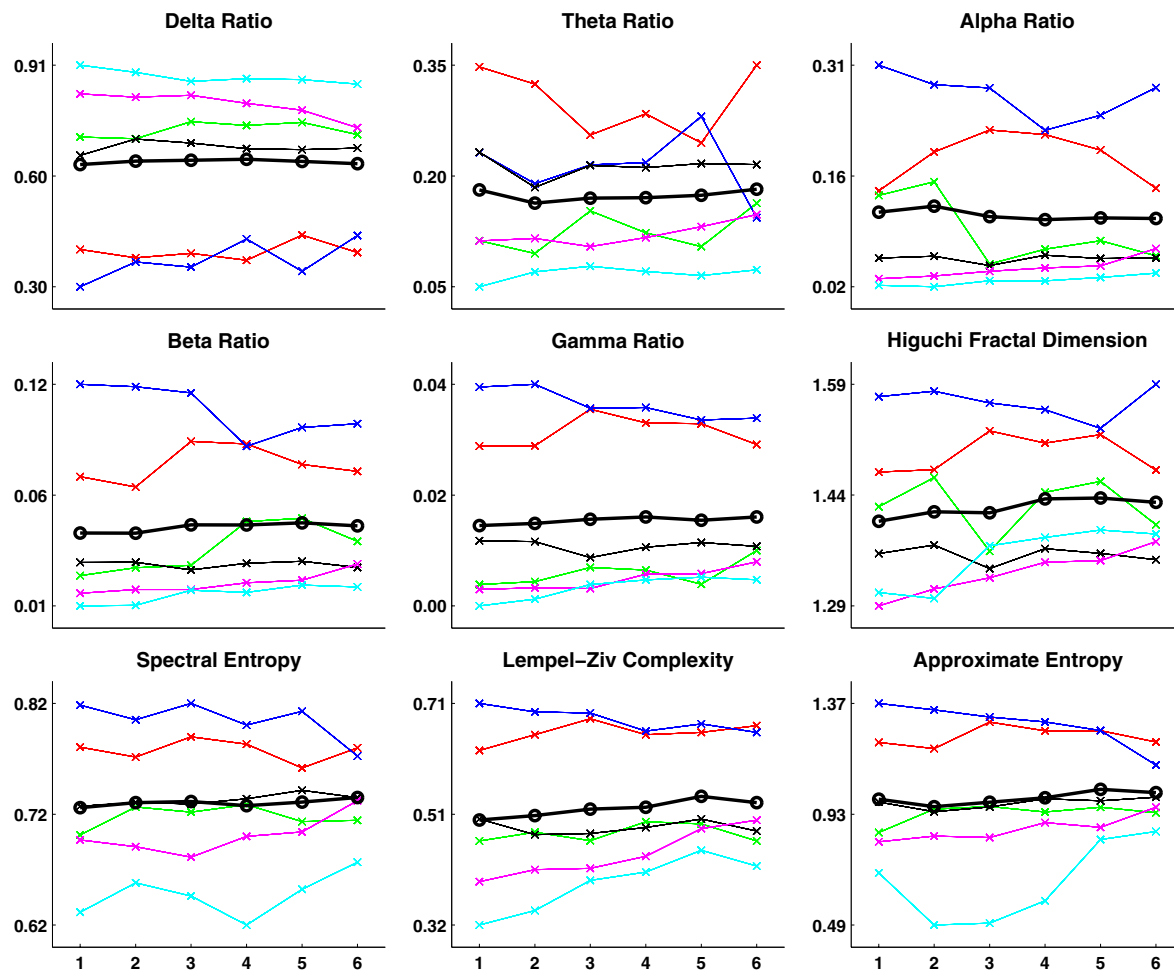 Delta Ratio
0.91
0.60
0.30
Theta Ratio
0.35
0.20
0.05
Alpha Ratio
0.31
0.16
0.02
Beta Ratio
0.12
0.06
0.01
Gamma Ratio
0.04
0.02
0.00
Higuchi Fractal Dimension
1.59
1.44
1.29
Spectral Entropy
0.82
0.72
0.62
1 2 3 4 5 6
Lempel−Ziv Complexity
0.71
0.51
0.32
1 2 3 4 5 6
Approximate Entropy
1.37
0.93
0.49
1 2 3 4 5 6